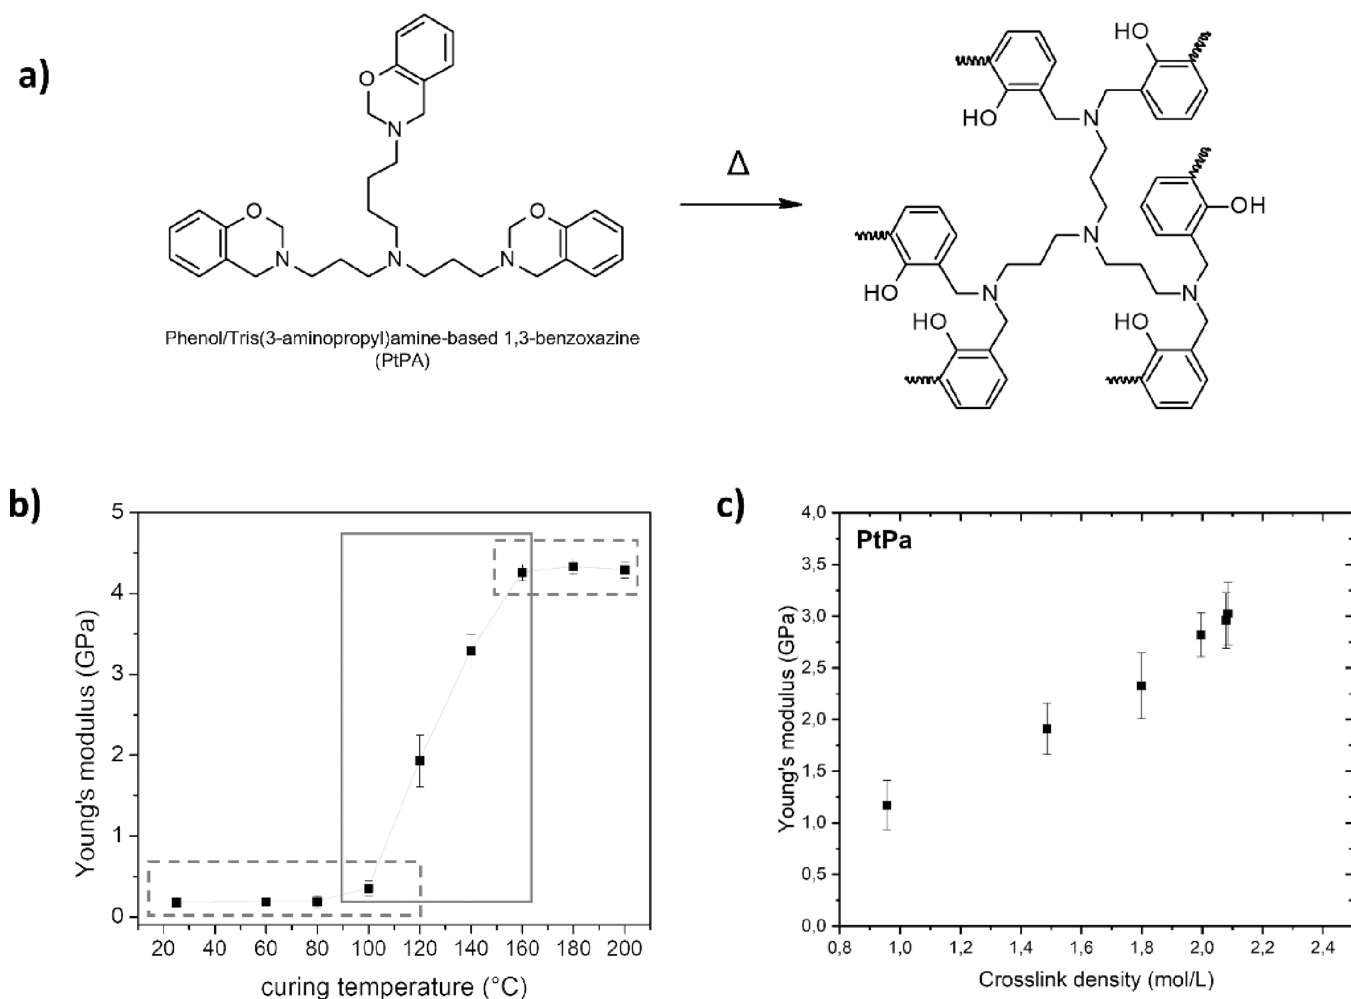 a)
O
N
O
N
N
N
O
Phenol/Tris(3-aminopropyl)amine-based 1,3-benzoxazine
(PtPA)
Δ
HO
HO
N
OH
N
HO
N
N
HO
HO
b)
Young's modulus (GPa)
5
4
3
2
1
0
20 40 60 80 100 120 140 160 180 200
curing temperature (°C)
c)
PtPa
Young's modulus (GPa)
4,0
3,5
3,0
2,5
2,0
1,5
1,0
0,5
0,0
0,8 1,0 1,2 1,4 1,6 1,8 2,0 2,2 2,4
Crosslink density (mol/L)